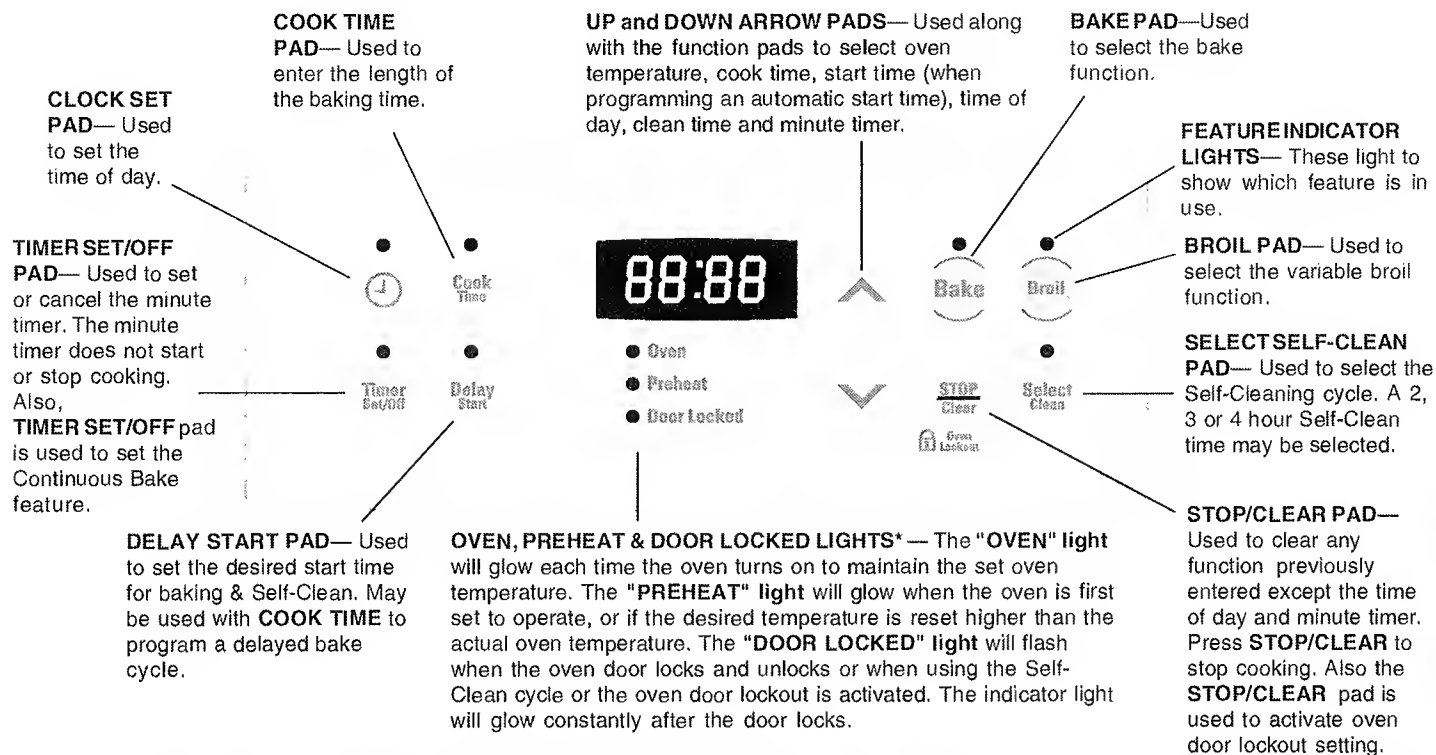 COOK TIME
PAD— Used to
enter the length of
the baking time.
UP and DOWN ARROW PADS— Used along
with the function pads to select oven
temperature, cook time, start time (when
programming an automatic start time), time of
day, clean time and minute timer.
BAKE PAD—Used
to select the bake
function.
CLOCK SET
PAD— Used
to set the
time of day.
FEATURE INDICATOR
LIGHTS— These light to
show which feature is in
use.
TIMER SET/OFF
PAD— Used to set
or cancel the minute
timer. The minute
timer does not start
or stop cooking.
Also,
TIMER SET/OFF pad
is used to set the
Continuous Bake
feature.
Cook
Time
88:88
Bake
Broil
BROIL PAD— Used to
select the variable broil
function.
Timer
Set/Off
Delay
Start
Oven
Preheat
Door Locked
STOP
Clear
Oven
Lockout
Select
Clean
SELECT SELF-CLEAN
PAD— Used to select the
Self-Cleaning cycle. A 2,
3 or 4 hour Self-Clean
time may be selected.
DELAY START PAD— Used
to set the desired start time
for baking & Self-Clean. May
be used with COOK TIME to
program a delayed bake
cycle.
OVEN, PREHEAT & DOOR LOCKED LIGHTS* — The "OVEN" light
will glow each time the oven turns on to maintain the set oven
temperature. The "PREHEAT" light will glow when the oven is first
set to operate, or if the desired temperature is reset higher than the
actual oven temperature. The "DOOR LOCKED" light will flash
when the oven door locks and unlocks or when using the Self-
Clean cycle or the oven door lockout is activated. The indicator light
will glow constantly after the door locks.
STOP/CLEAR PAD—
Used to clear any
function previously
entered except the time
of day and minute timer.
Press STOP/CLEAR to
stop cooking. Also the
STOP/CLEAR pad is
used to activate oven
door lockout setting.